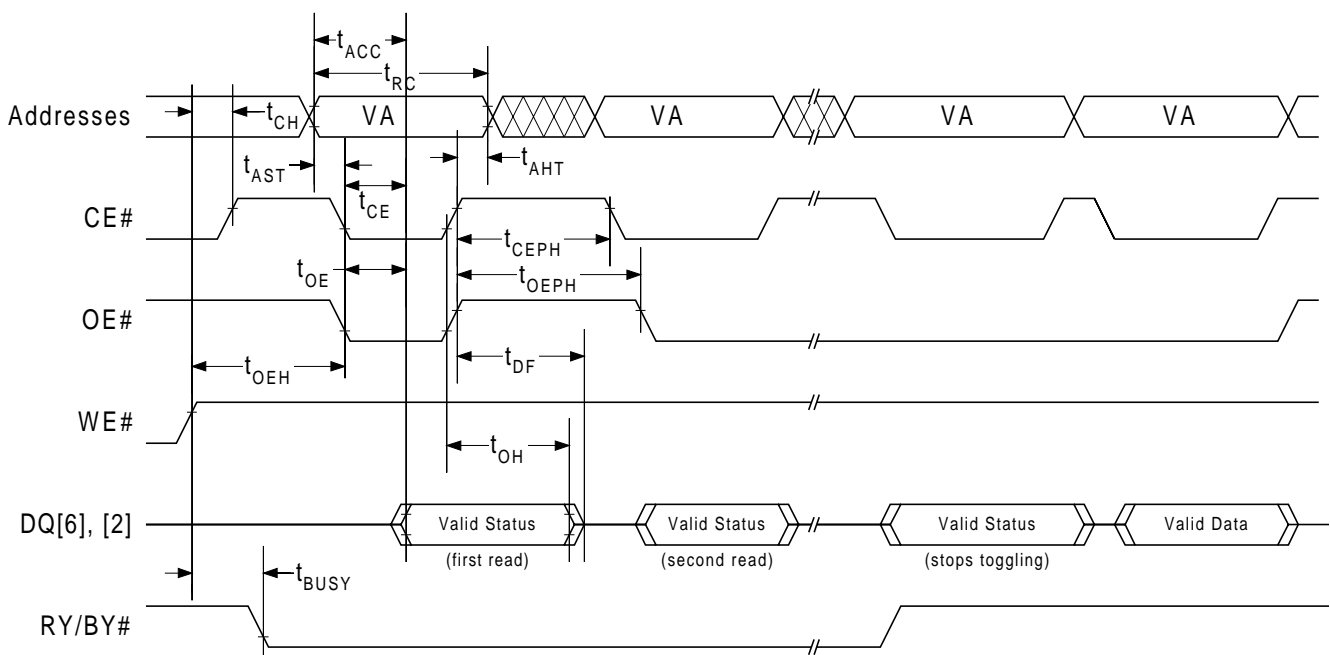 tACC
tRC
Addresses
tCH
VA
VA
VA
VA
tAST
tAHT
tCE
CE#
tCEPH
tOE
tOEPH
OE#
tDF
tOEH
WE#
tOH
DQ[6], [2]
Valid Status
Valid Status
Valid Status
Valid Data
(first read)
(second read)
(stops toggling)
tBUSY
RY/BY#